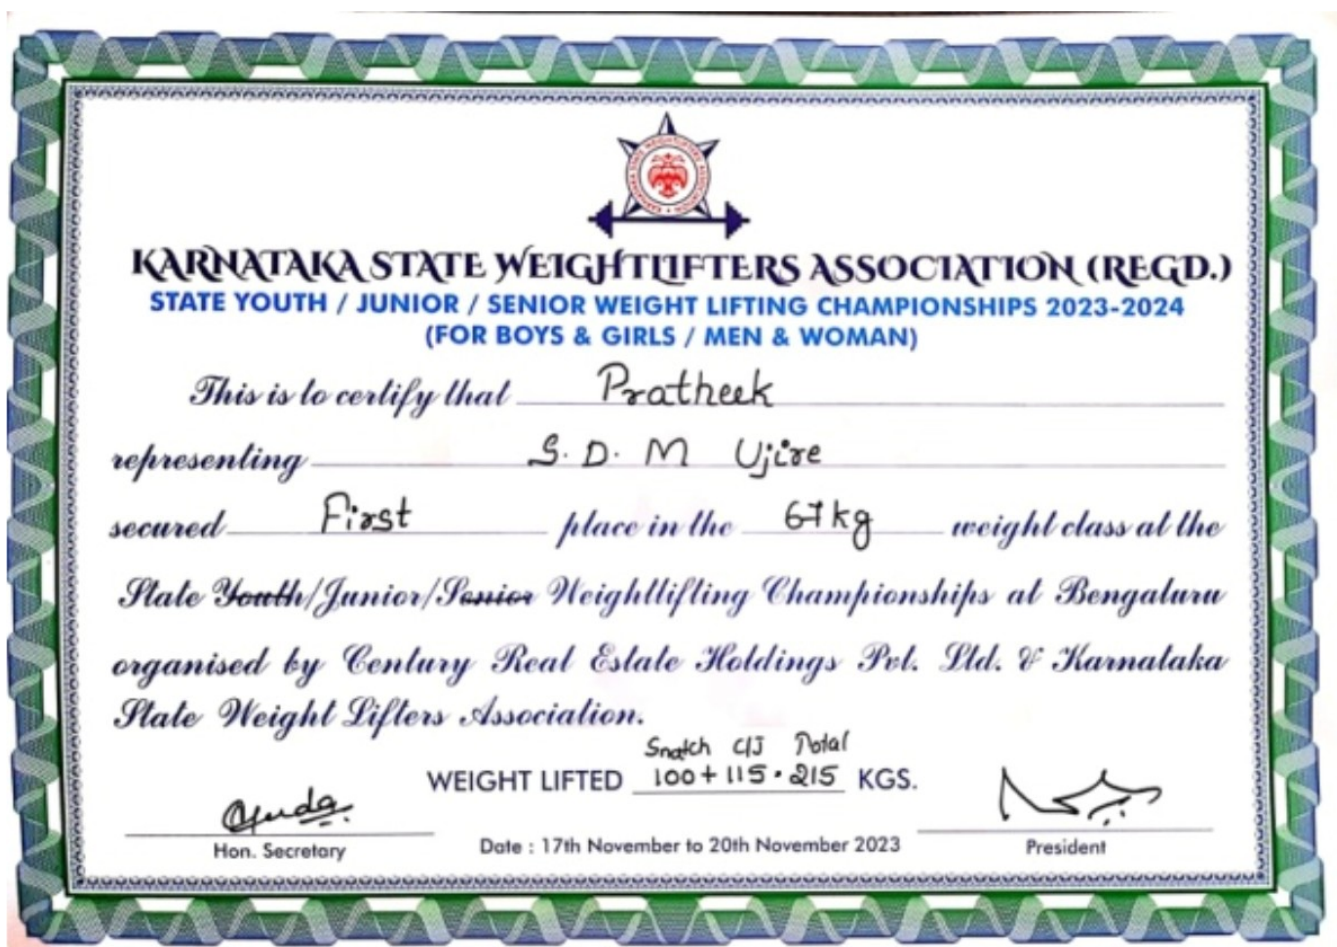 KARNATAKA STATE WEIGHTLIFTERS ASSOCIATION
KARNATAKA STATE WEIGHTLIFTERS ASSOCIATION (REGD.)
STATE YOUTH / JUNIOR / SENIOR WEIGHT LIFTING CHAMPIONSHIPS 2023-2024
(FOR BOYS & GIRLS / MEN & WOMAN)
This is to certify that Pratheek
representing S. D. M Ujire
secured First place in the 67kg weight class at the
State Youth/Junior/Senior Weightlifting Championships at Bengaluru
organised by Century Real Estate Holdings Pvt. Ltd. & Karnataka
State Weight Lifters Association.
Snatch C/J Total
WEIGHT LIFTED 100+115·215 KGS.
Hon. Secretary Date : 17th November to 20th November 2023 President